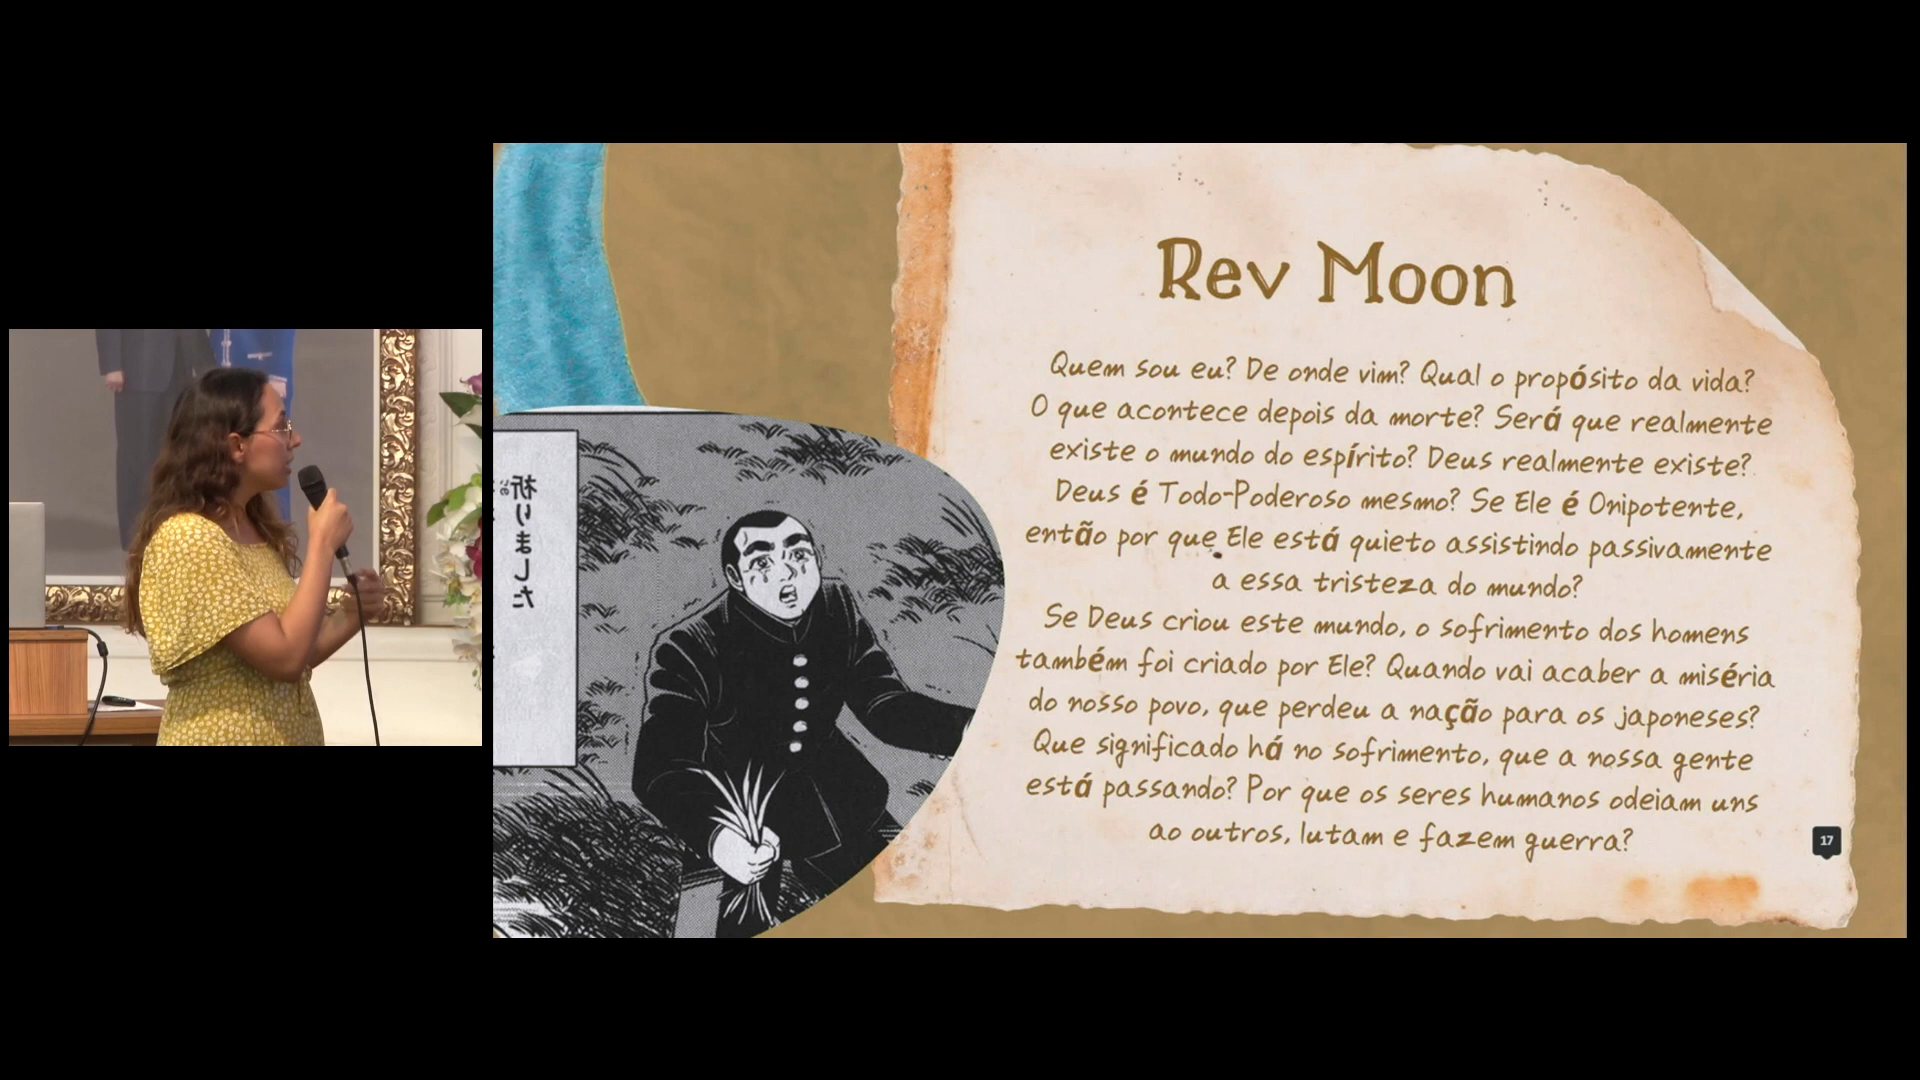 Rev Moon
Quem sou eu? De onde vim? Qual o propósito da vida?
O que acontece depois da morte? Será que realmente
existe o mundo do espírito? Deus realmente existe?
Deus é Todo-Poderoso mesmo? Se Ele é Onipotente,
então por que Ele está quieto assistindo passivamente
a essa tristeza do mundo?
Se Deus criou este mundo, o sofrimento dos homens
também foi criado por Ele? Quando vai acabar a miséria
do nosso povo, que perdeu a nação para os japoneses?
Que significado há no sofrimento, que a nossa gente
está passando? Por que os seres humanos odeiam uns
ao outros, lutam e fazem guerra?
17
祈りました